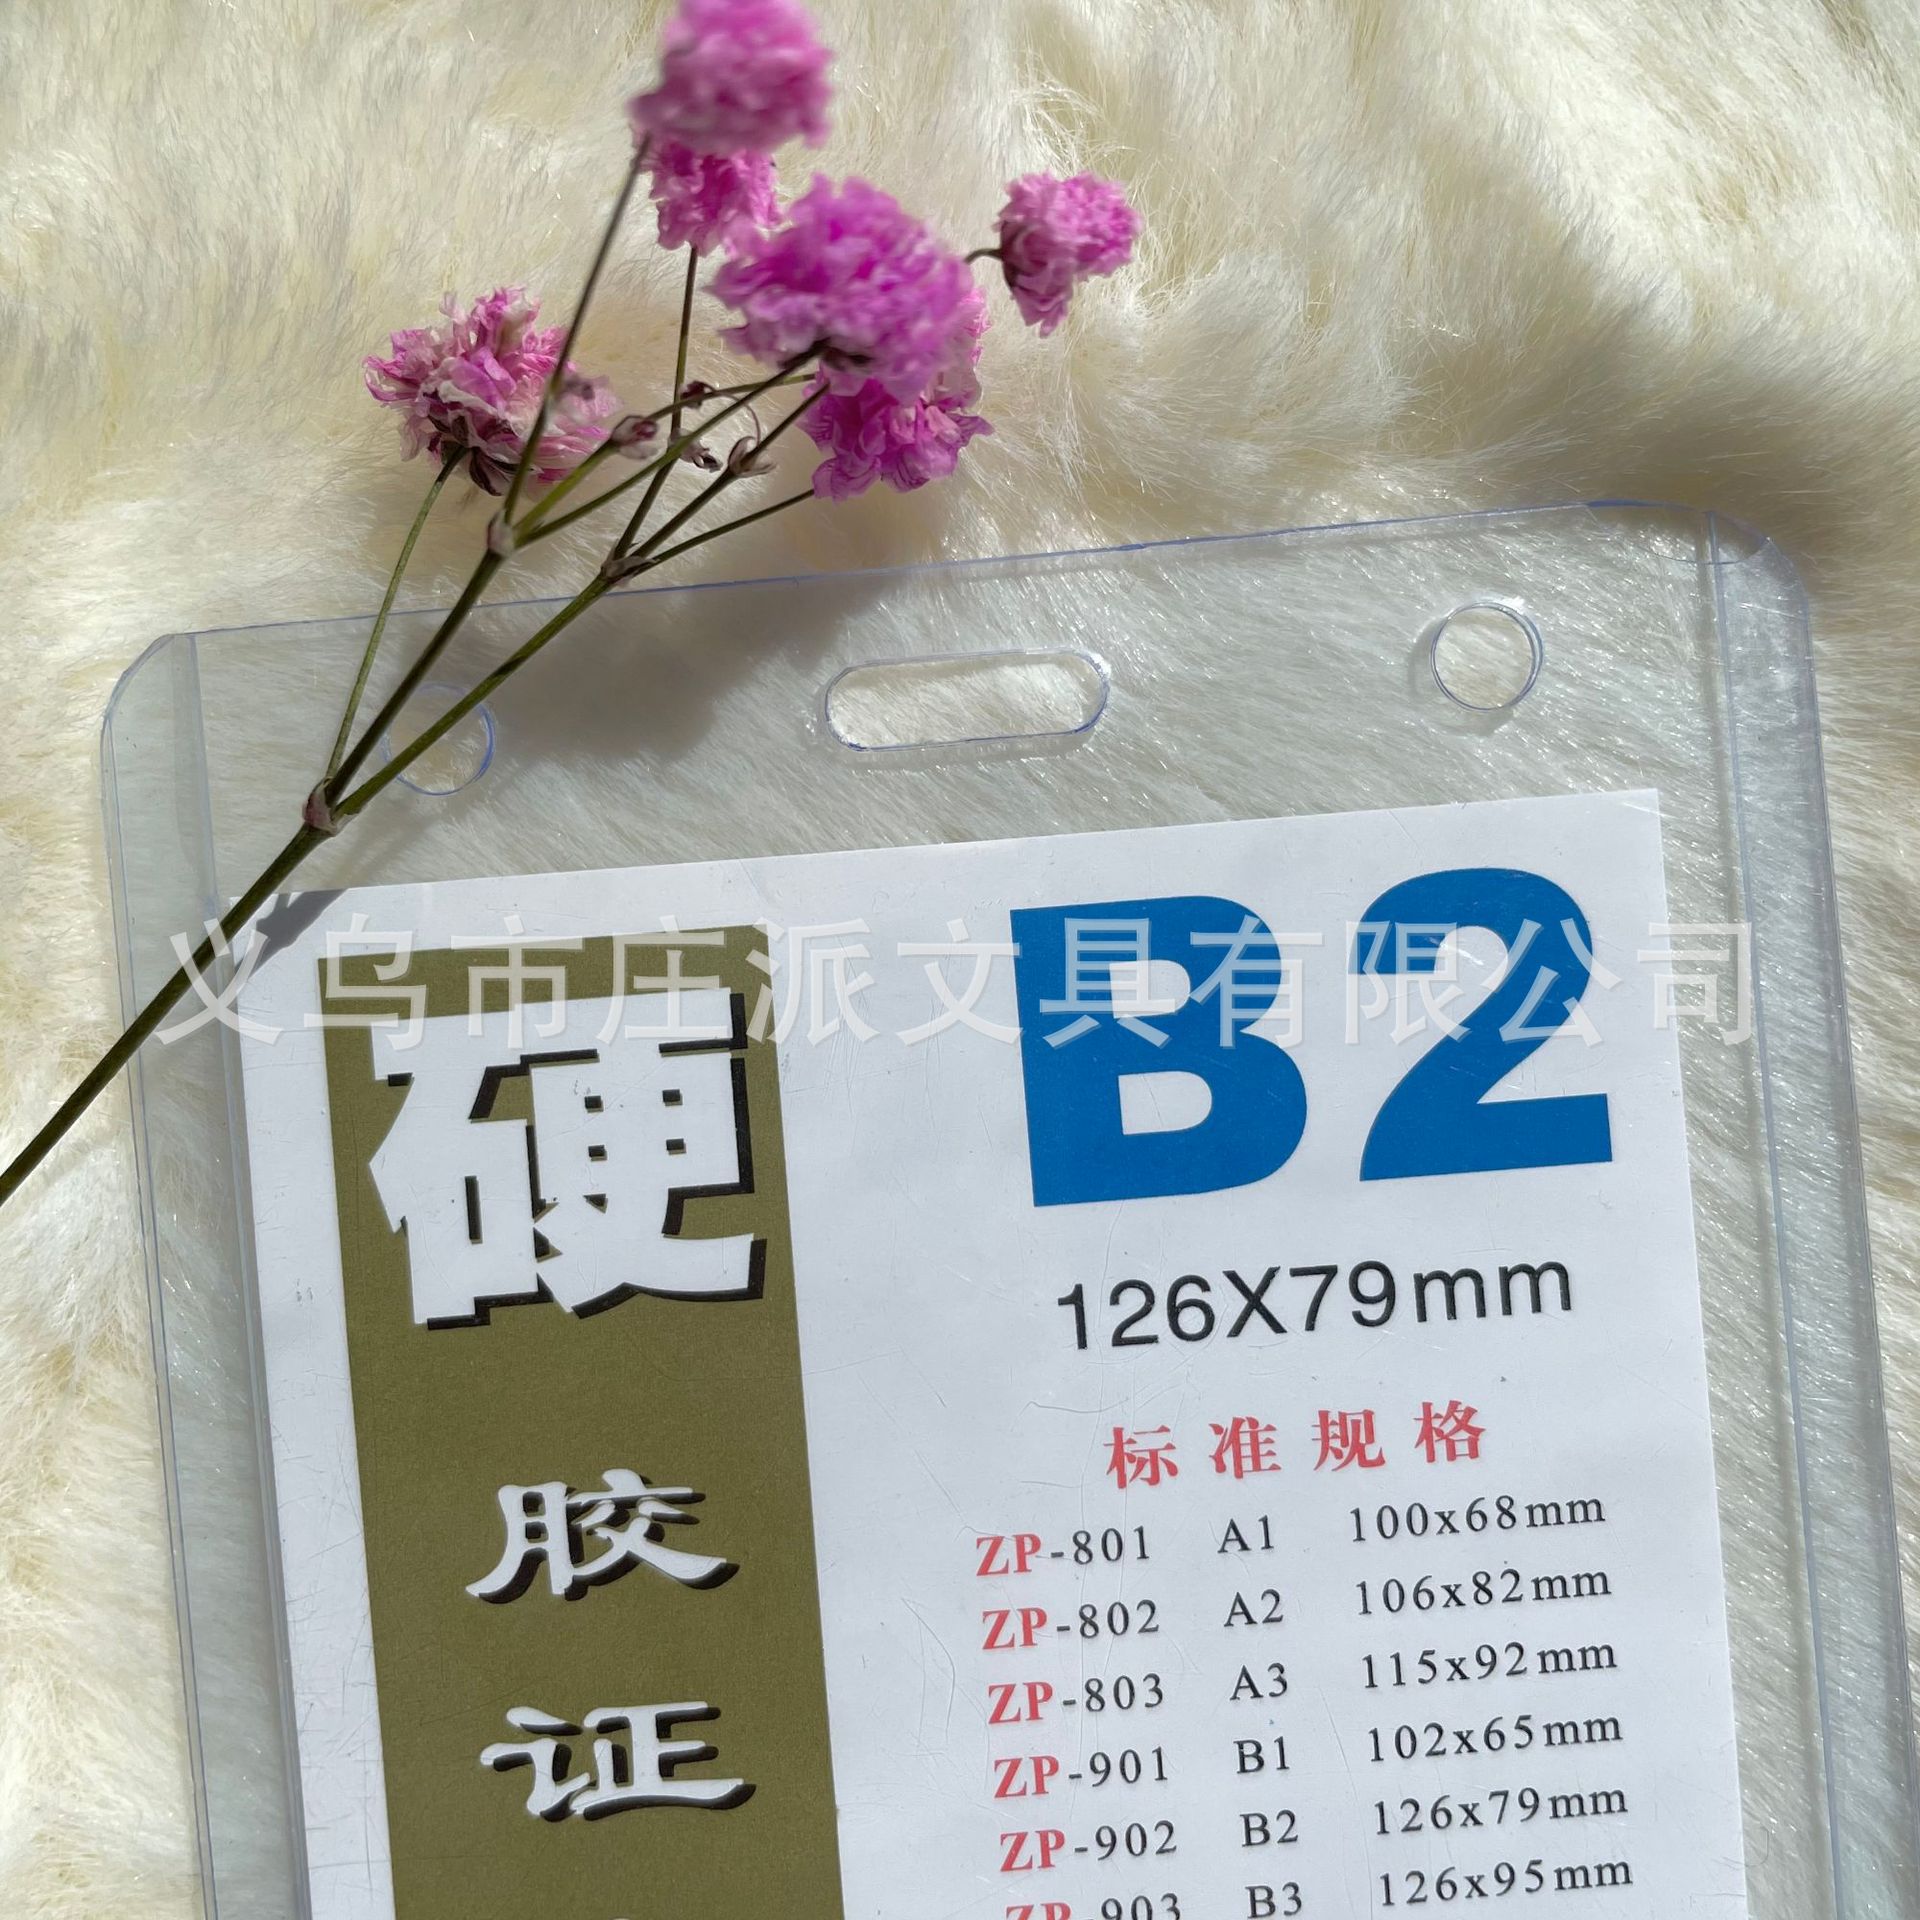 义乌市庄派文具有限公司
硬
胶
证
B2
126X79mm
标准规格
ZP-801 A1 100x68mm
ZP-802 A2 106x82mm
ZP-803 A3 115x92mm
ZP-901 B1 102x65mm
ZP-902 B2 126x79mm
ZP-903 B3 126x95mm